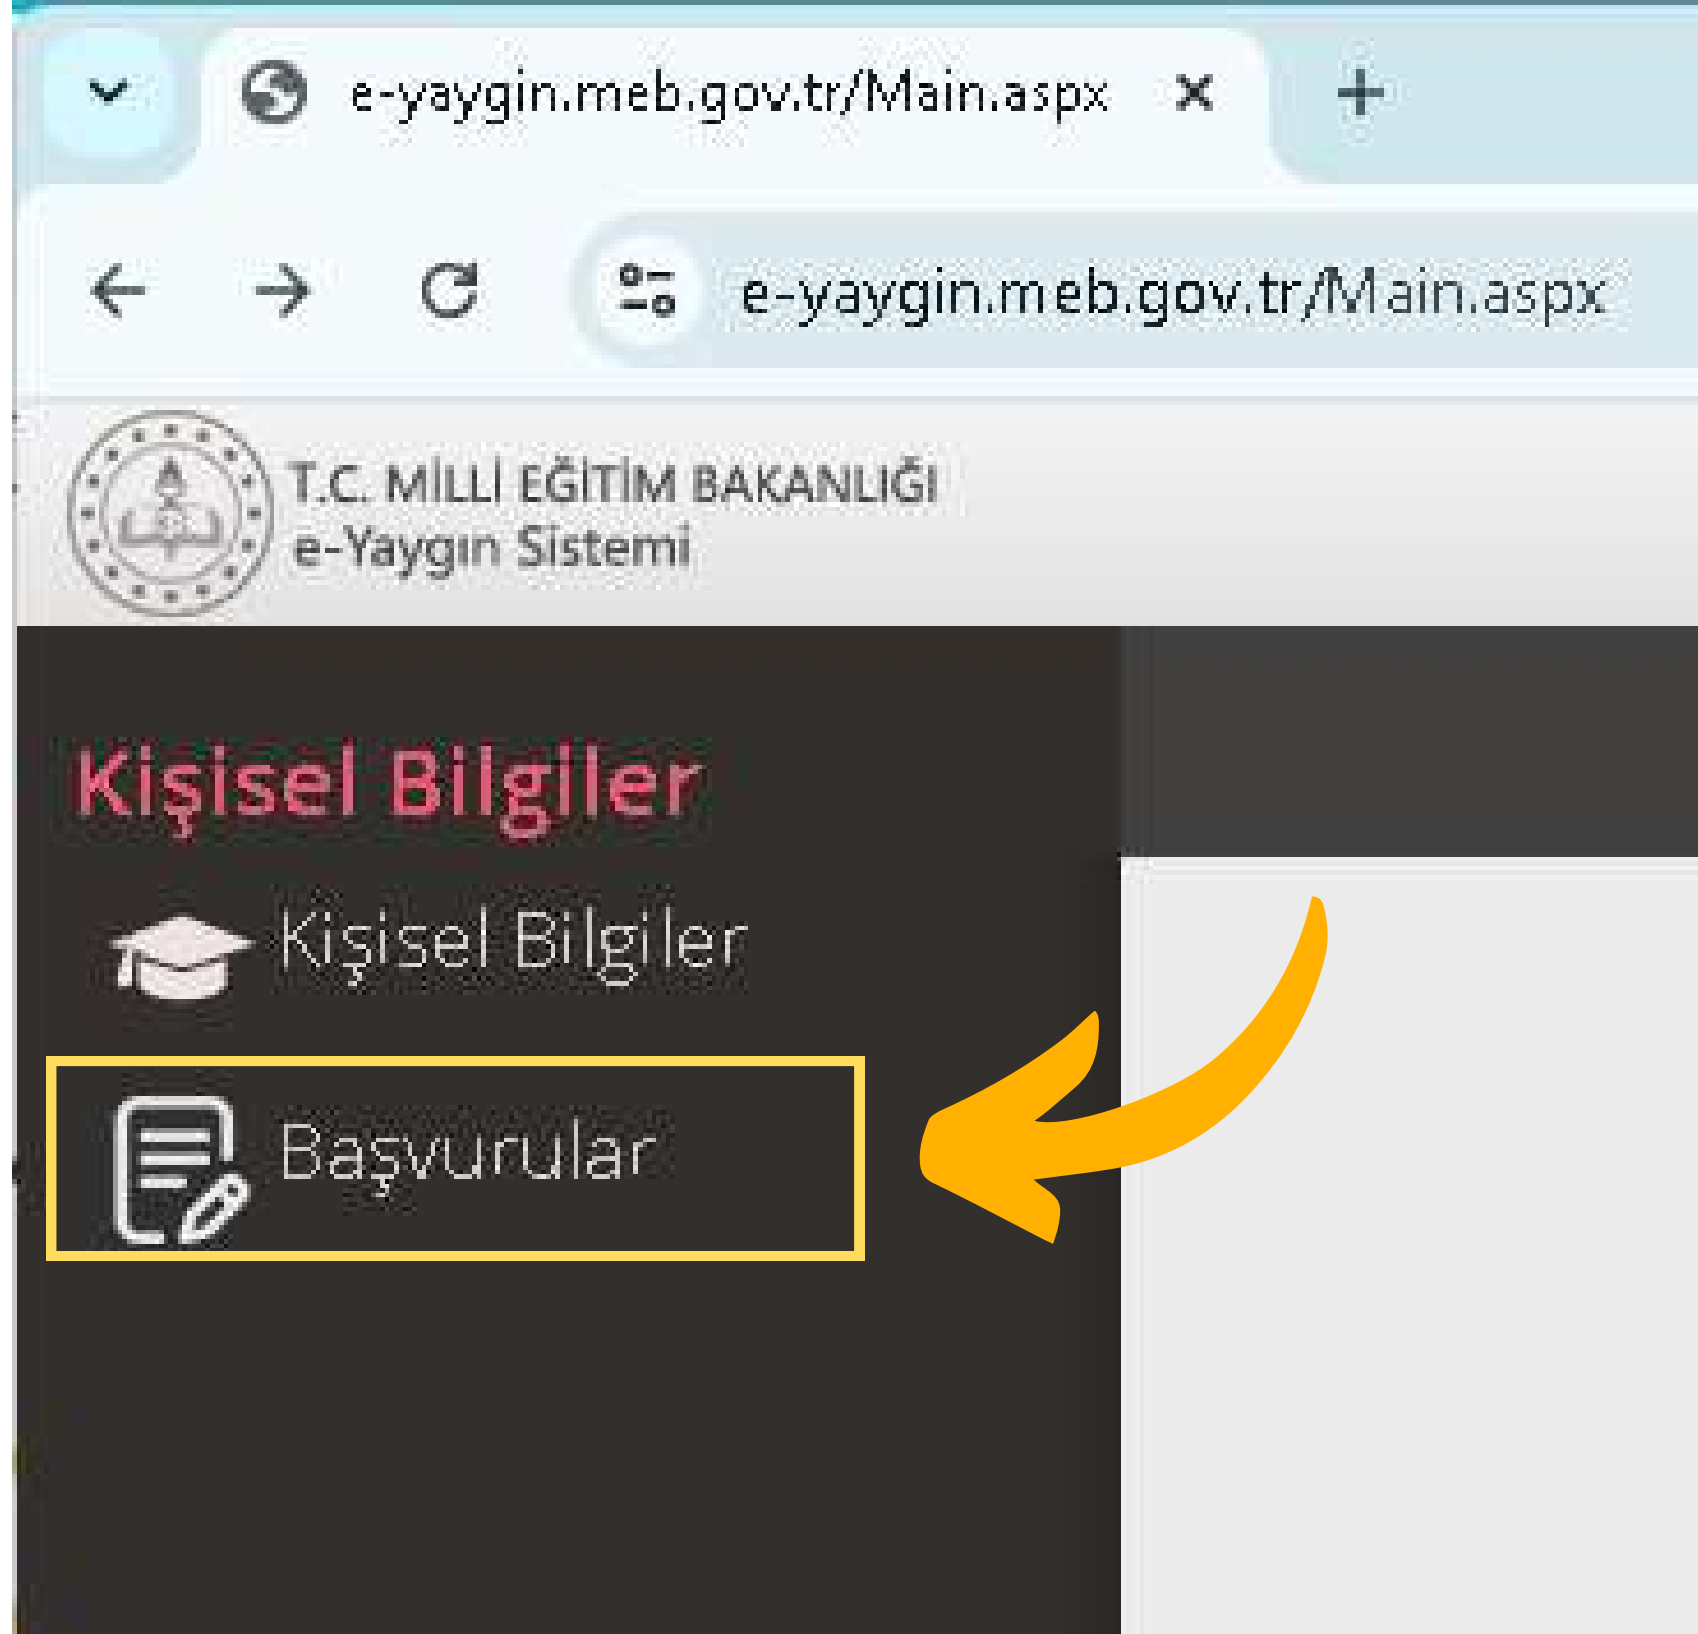 e-yaygin.meb.gov.tr/Main.aspx
e-yaygin.meb.gov.tr/Main.aspx
T.C. MİLLİ EĞİTİM BAKANLIĞI
e-Yaygın Sistemi
Kişisel Bilgiler
Kişisel Bilgiler
Başvurular